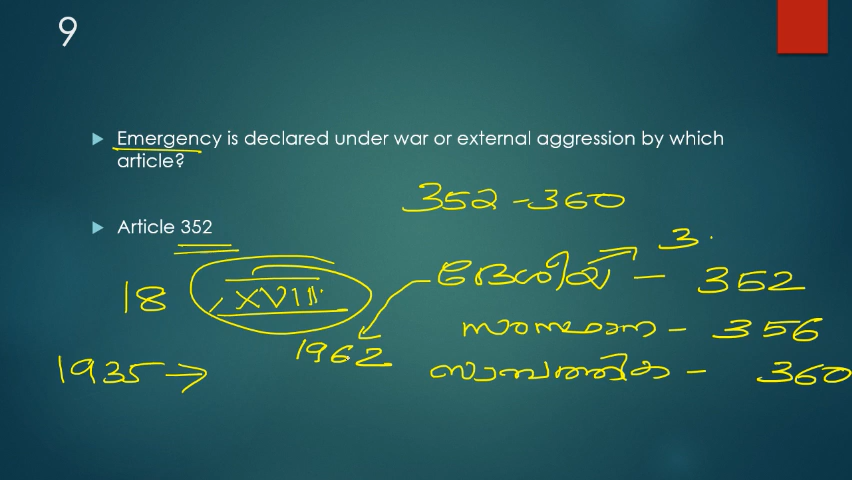 9
Emergency is declared under war or external aggression by which
article?
352 - 360
Article 352
3.
ദേശീയ - 352
18 XVIII
സംസ്ഥാന - 356
1962
1935 →
സാമ്പത്തിക - 360